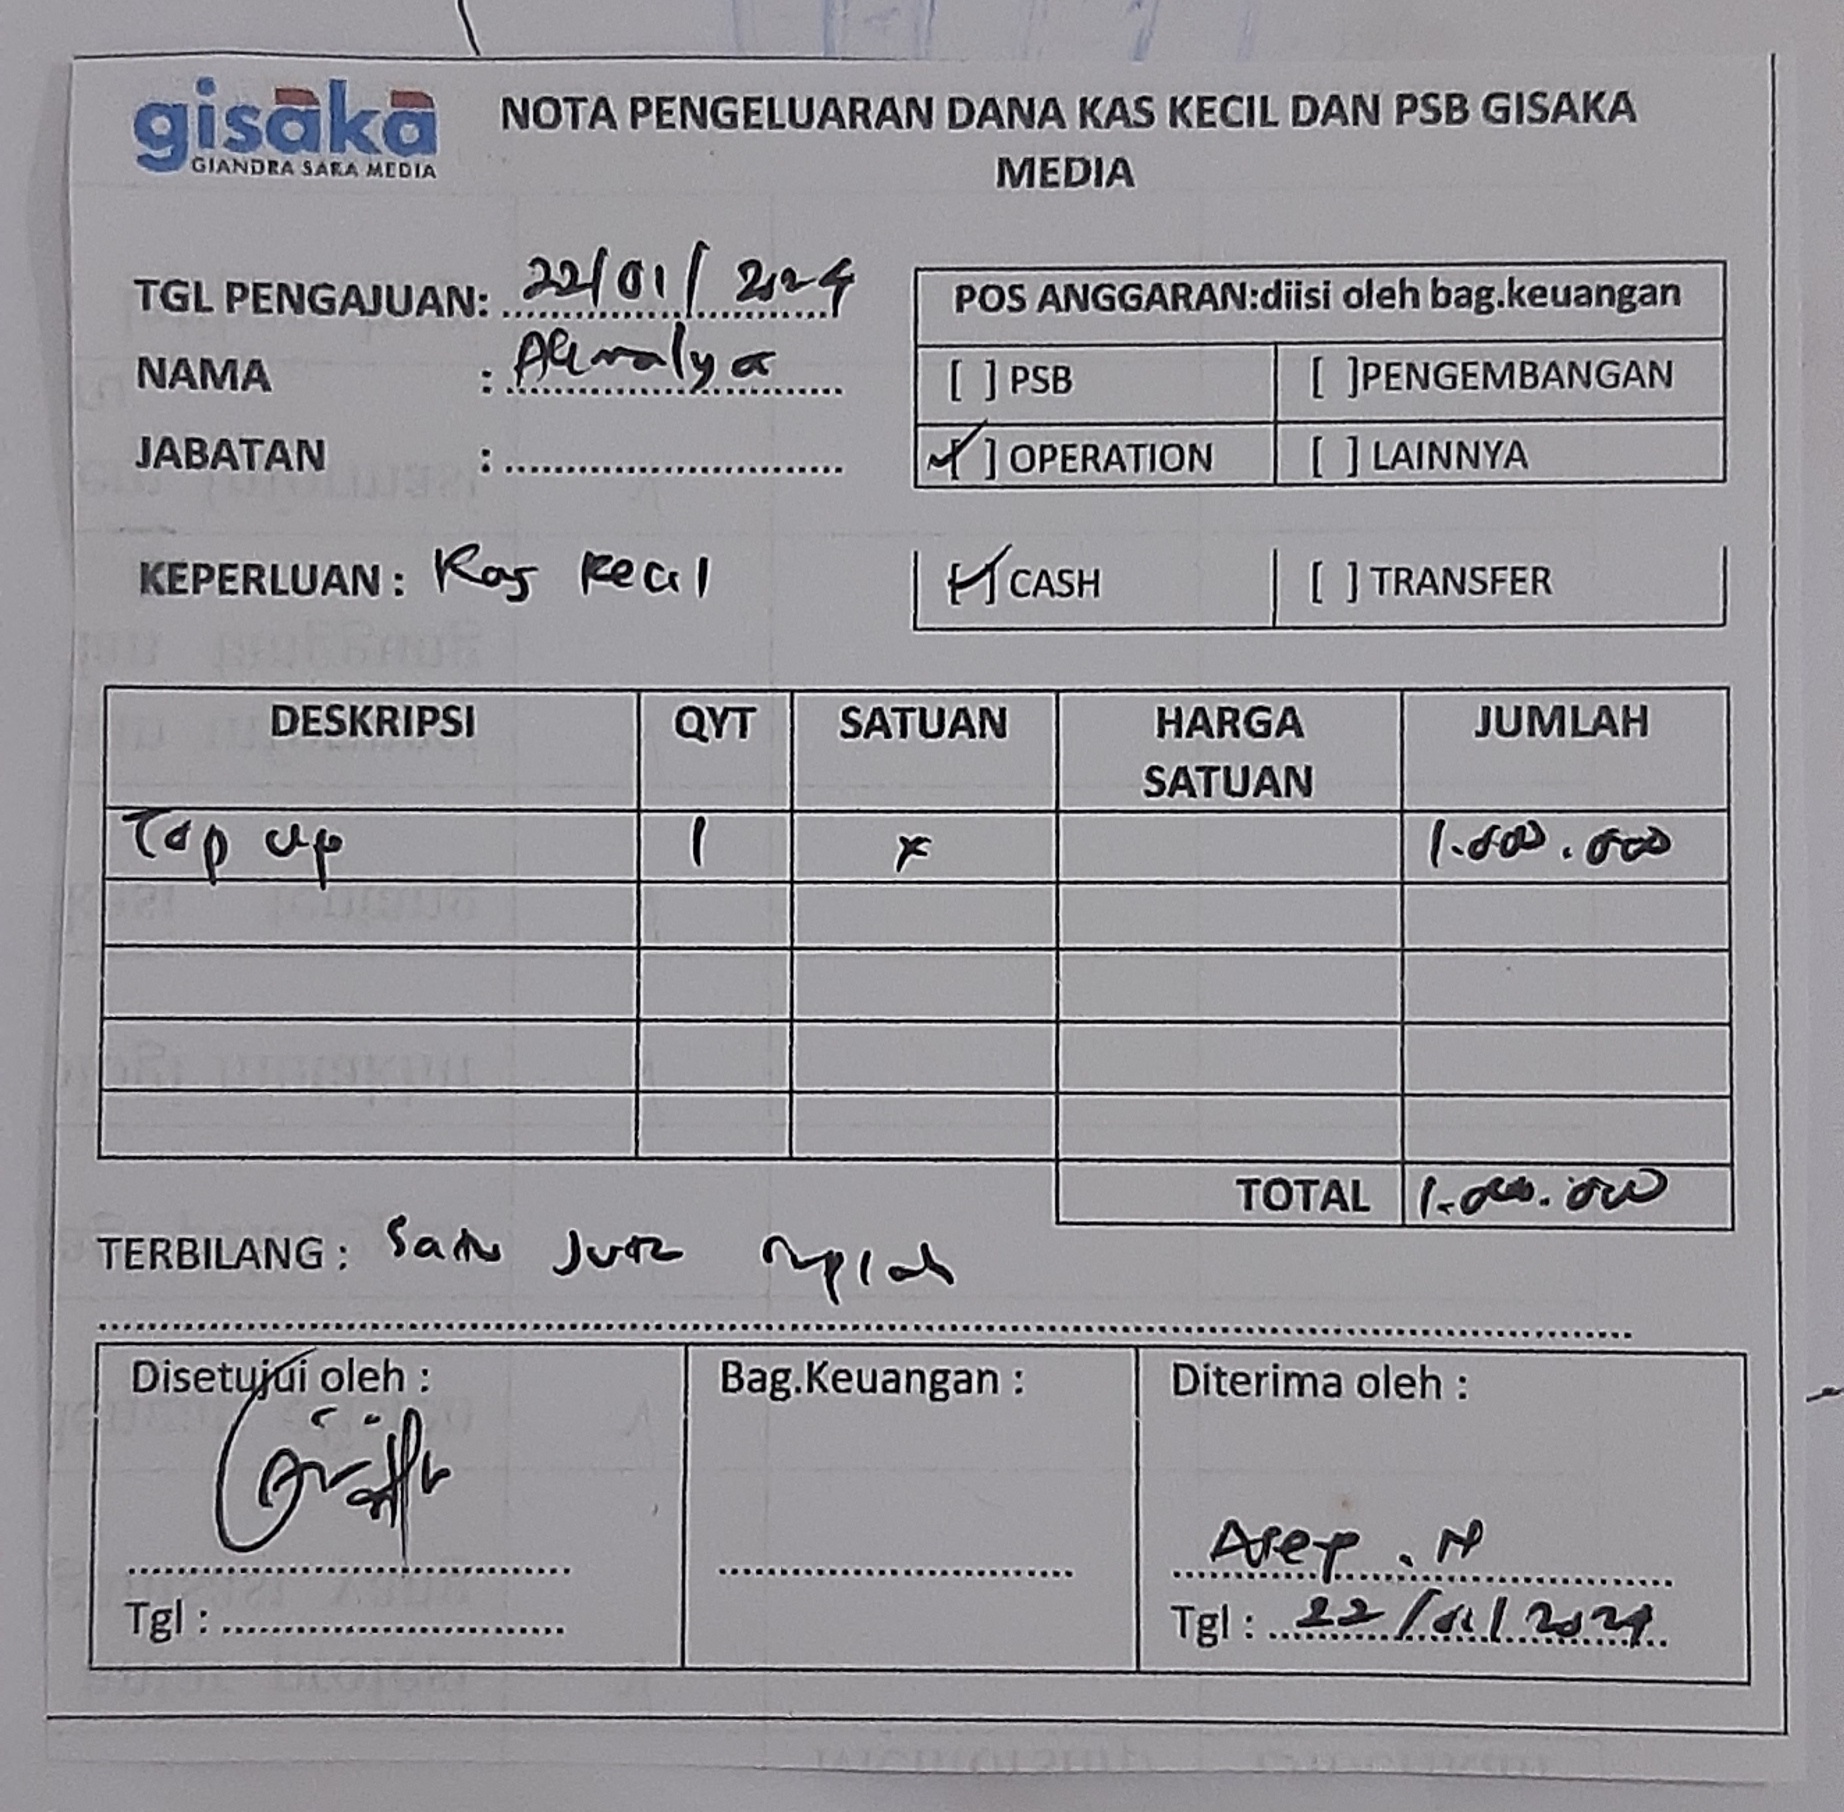 gisaka
GIANDRA SAKA MEDIA
NOTA PENGELUARAN DANA KAS KECIL DAN PSB GISAKA
MEDIA
TGL PENGAJUAN: 22/01/2024
NAMA :
JABATAN :
POS ANGGARAN:diisi oleh bag.keuangan
[ ] PSB [ ]PENGEMBANGAN
[✓] OPERATION [ ] LAINNYA
KEPERLUAN : Kas Kecil
[✓] CASH [ ] TRANSFER
DESKRIPSI QYT SATUAN HARGA SATUAN JUMLAH
Top up 1 x 1.000.000
TOTAL 1.000.000
TERBILANG : Satu Juta rupiah
Disetujui oleh : Bag.Keuangan : Diterima oleh :
Asep . N
Tgl : Tgl : 22/01/2024